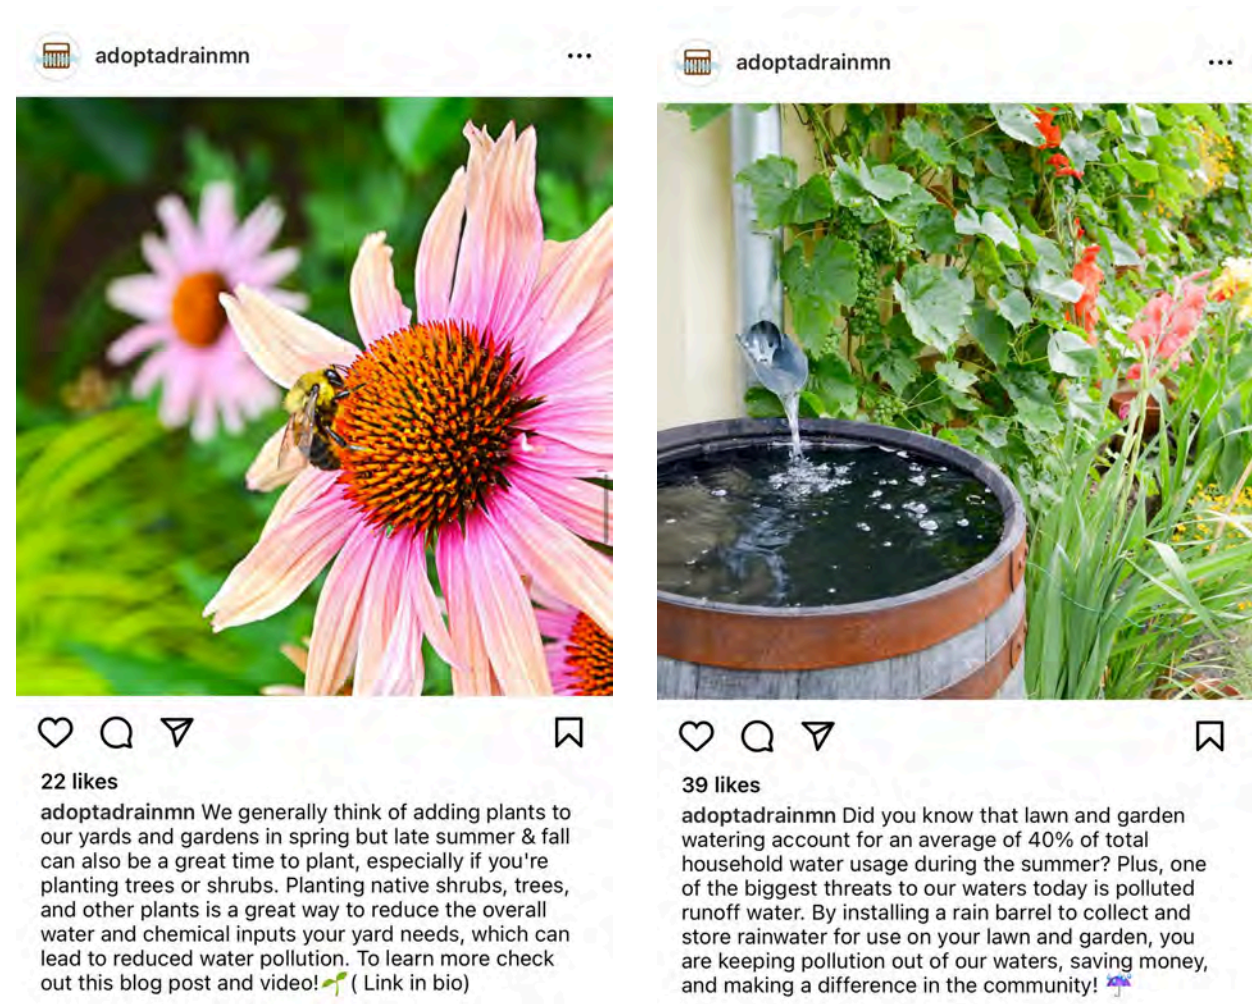 adoptadrainmn
22 likes
adoptadrainmn We generally think of adding plants to
our yards and gardens in spring but late summer & fall
can also be a great time to plant, especially if you're
planting trees or shrubs. Planting native shrubs, trees,
and other plants is a great way to reduce the overall
water and chemical inputs your yard needs, which can
lead to reduced water pollution. To learn more check
out this blog post and video!🌱 ( Link in bio)
adoptadrainmn
39 likes
adoptadrainmn Did you know that lawn and garden
watering account for an average of 40% of total
household water usage during the summer? Plus, one
of the biggest threats to our waters today is polluted
runoff water. By installing a rain barrel to collect and
store rainwater for use on your lawn and garden, you
are keeping pollution out of our waters, saving money,
and making a difference in the community! ☔